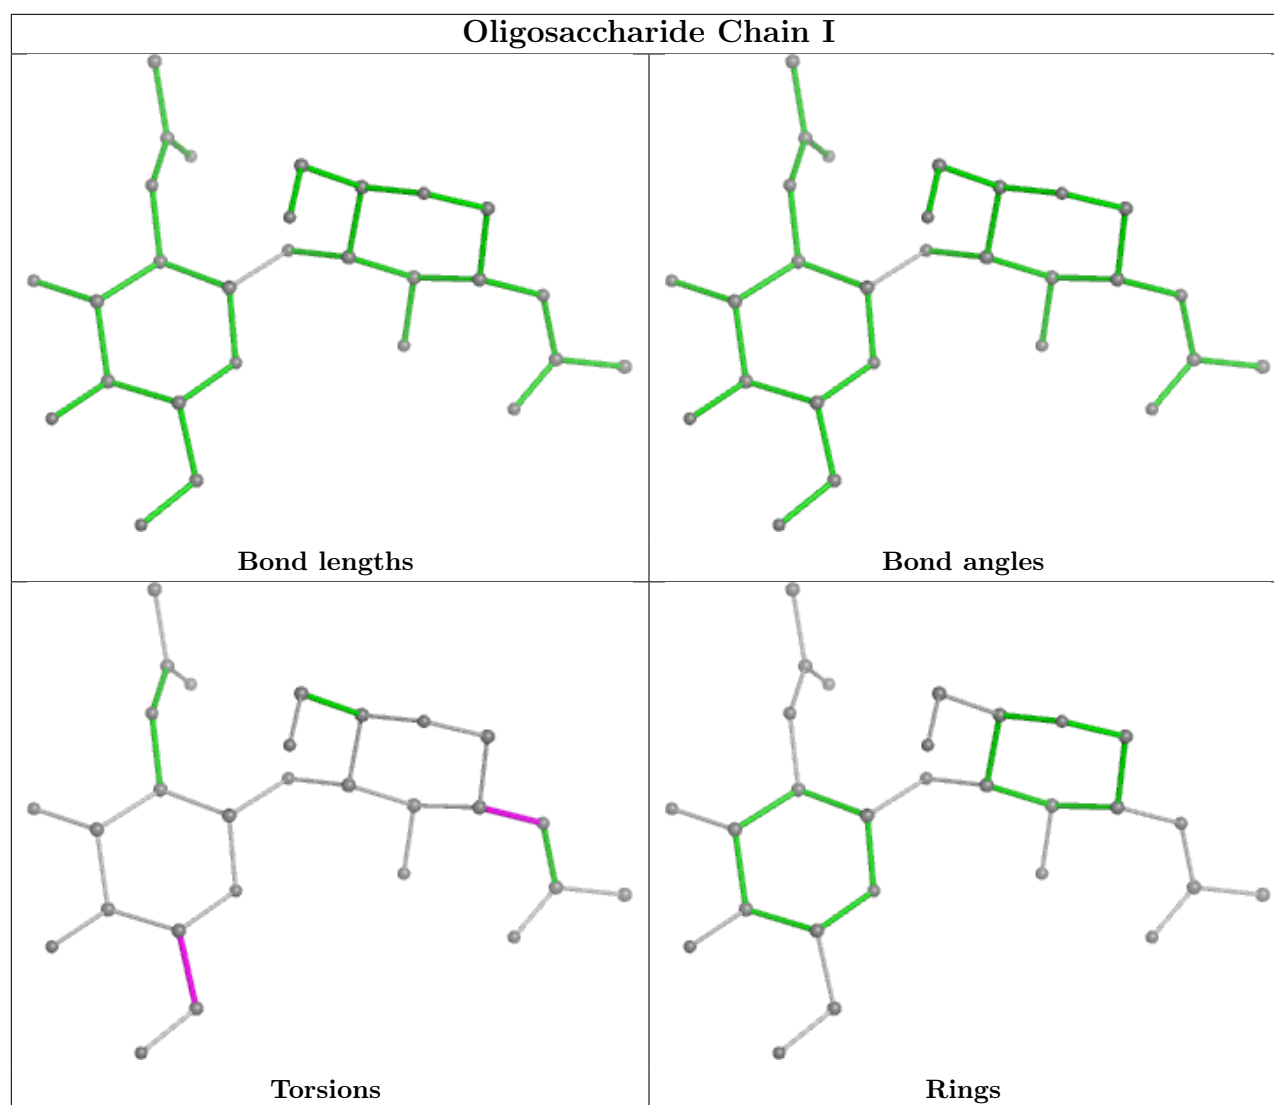 Oligosaccharide Chain I
Bond lengths
Bond angles
Torsions
Rings